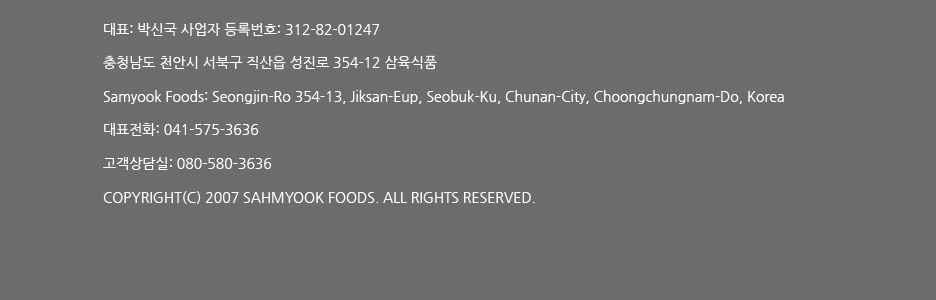 대표: 박신국 사업자 등록번호: 312-82-01247
충청남도 천안시 서북구 직산읍 성진로 354-12 삼육식품
Samyook Foods: Seongjin-Ro 354-13, Jiksan-Eup, Seobuk-Ku, Chunan-City, Choongchungnam-Do, Korea
대표전화: 041-575-3636
고객상담실: 080-580-3636
COPYRIGHT(C) 2007 SAHMYOOK FOODS. ALL RIGHTS RESERVED.